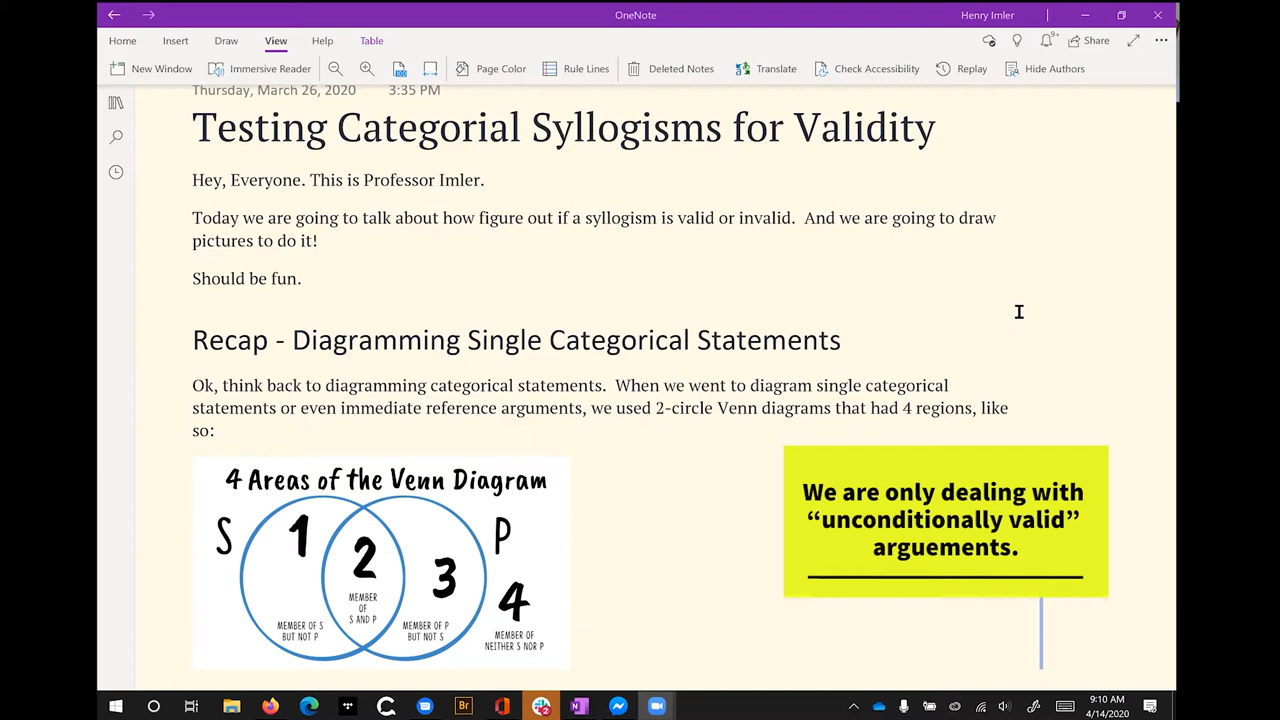 OneNote
Henry Imler
Home Insert Draw View Help Table
Share
New Window Immersive Reader Page Color Rule Lines Deleted Notes Translate Check Accessibility Replay Hide Authors
Thursday, March 26, 2020 3:35 PM
Testing Categorial Syllogisms for Validity
Hey, Everyone. This is Professor Imler.
Today we are going to talk about how figure out if a syllogism is valid or invalid. And we are going to draw
pictures to do it!
Should be fun.
Recap - Diagramming Single Categorical Statements
Ok, think back to diagramming categorical statements. When we went to diagram single categorical
statements or even immediate reference arguments, we used 2-circle Venn diagrams that had 4 regions, like
so:
4 Areas of the Venn Diagram
S 1 2 3 P 4
MEMBER OF S
BUT NOT P
MEMBER
OF
S AND P
MEMBER OF P
BUT NOT S
MEMBER OF
NEITHER S NOR P
We are only dealing with
“unconditionally valid”
arguements.
9:10 AM
4/14/2020